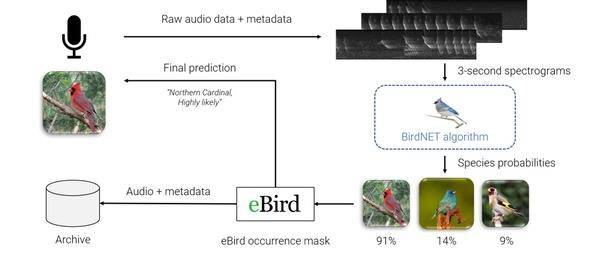 Raw audio data + metadata
3-second spectrograms
Final prediction
"Northern Cardinal,
Highly likely"
BirdNET algorithm
Species probabilities
Audio + metadata
eBird
Archive
eBird occurrence mask
91%
14%
9%